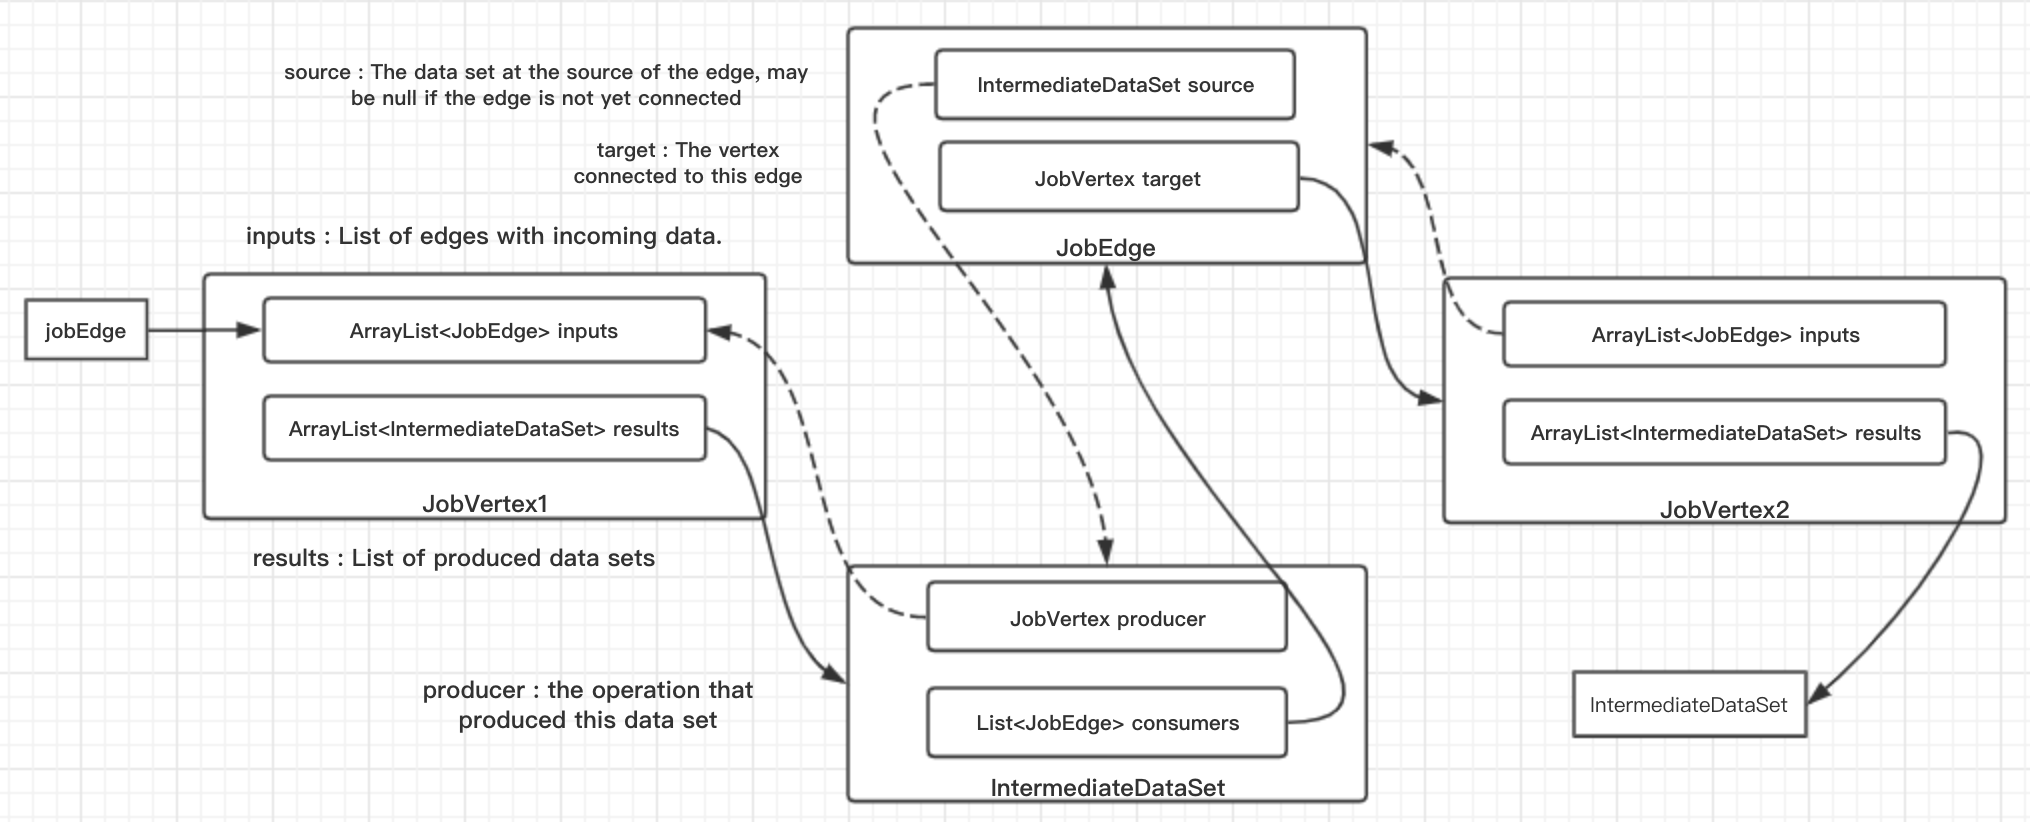 source : The data set at the source of the edge, may
be null if the edge is not yet connected
target : The vertex
connected to this edge
inputs : List of edges with incoming data.
jobEdge
ArrayList<JobEdge> inputs
ArrayList<IntermediateDataSet> results
JobVertex1
results : List of produced data sets
producer : the operation that
produced this data set
IntermediateDataSet source
JobVertex target
JobEdge
JobVertex producer
List<JobEdge> consumers
IntermediateDataSet
ArrayList<JobEdge> inputs
ArrayList<IntermediateDataSet> results
JobVertex2
IntermediateDataSet